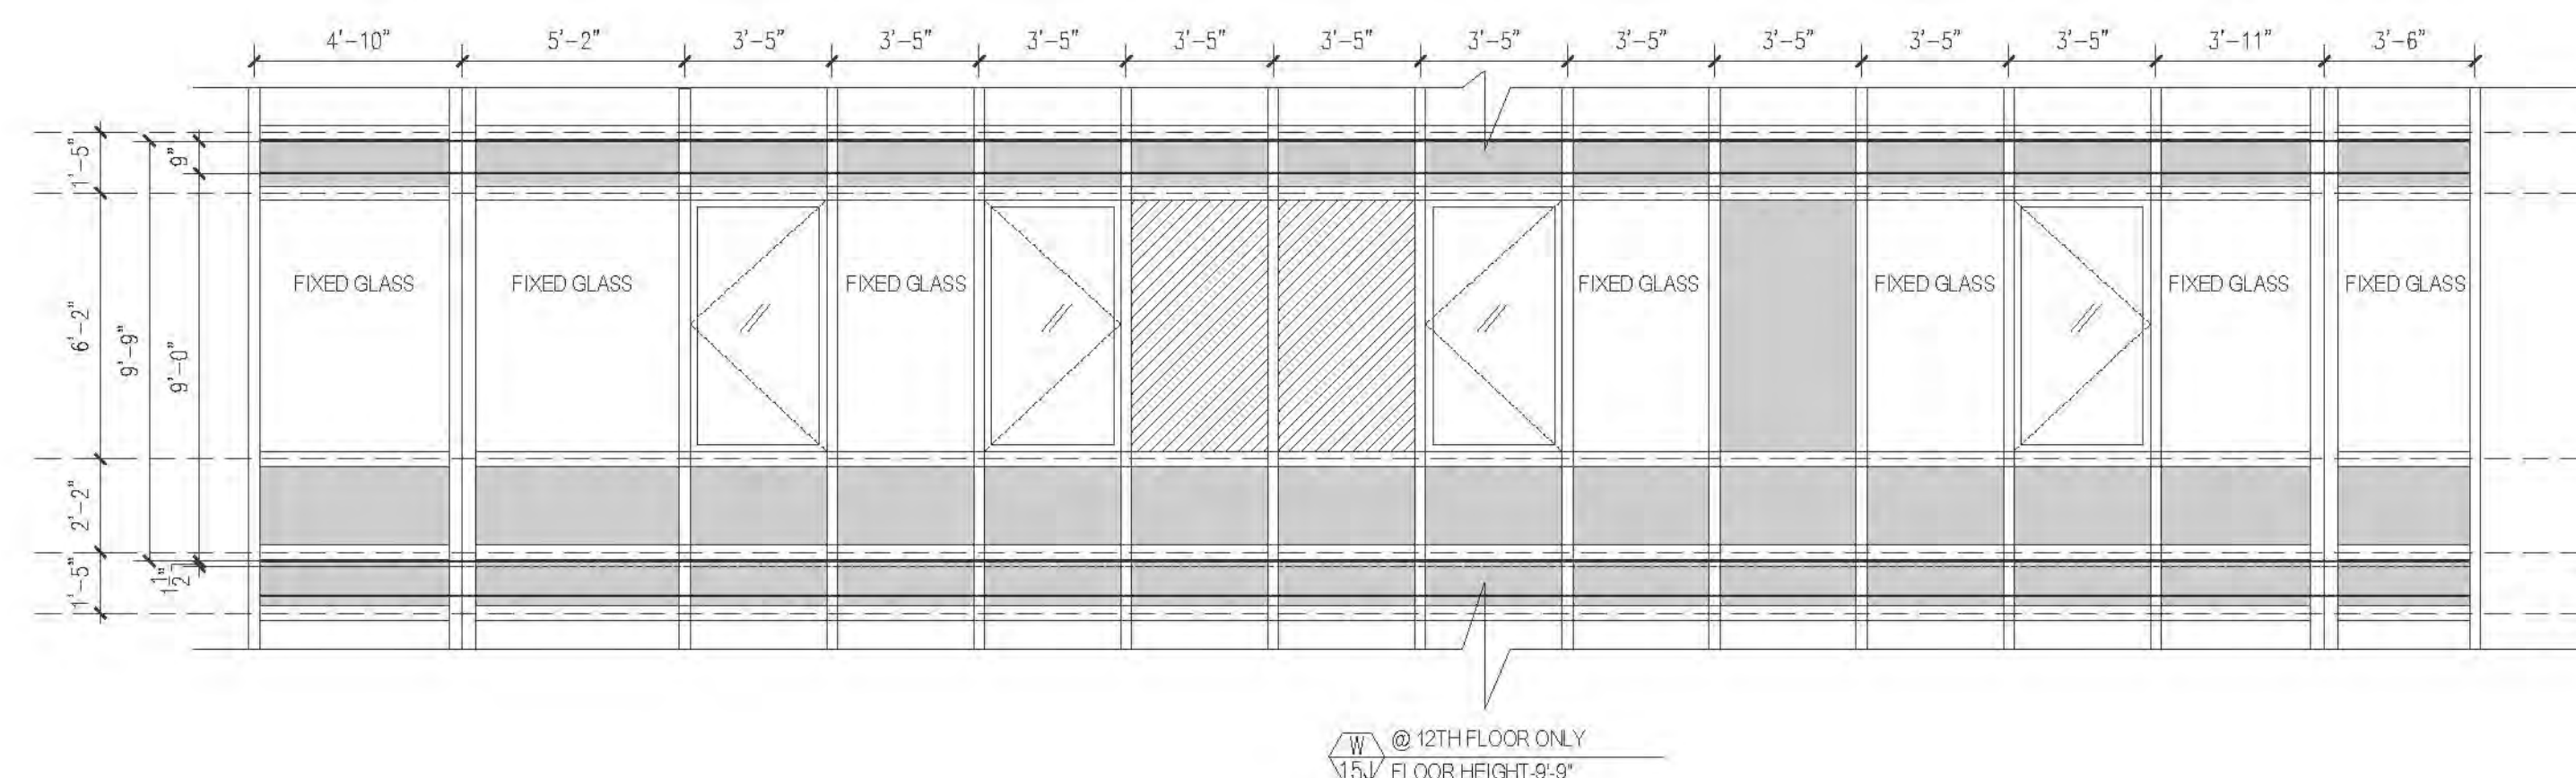 4'-10" 5'-2" 3'-5" 3'-5" 3'-5" 3'-5" 3'-5" 3'-5" 3'-5" 3'-5" 3'-5" 3'-5" 3'-11" 3'-6"
1'-5"
9"
6'-2"
9'-9"
9'-0"
2'-2"
1'-5"
1 1/2"
FIXED GLASS FIXED GLASS FIXED GLASS FIXED GLASS FIXED GLASS FIXED GLASS FIXED GLASS
W @ 12TH FLOOR ONLY
15J FLOOR HEIGHT-9'-9"